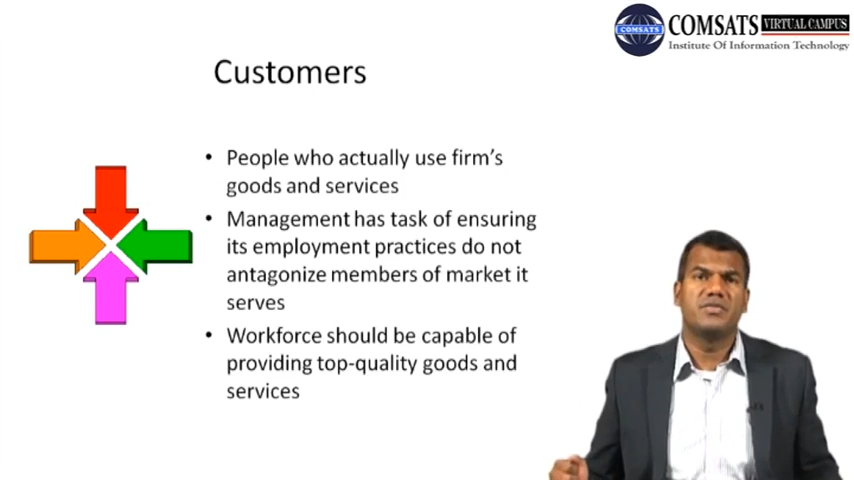 COMSATS
COMSATS VIRTUAL CAMPUS
Institute Of Information Technology
Customers
• People who actually use firm's
goods and services
• Management has task of ensuring
its employment practices do not
antagonize members of market it
serves
• Workforce should be capable of
providing top-quality goods and
services